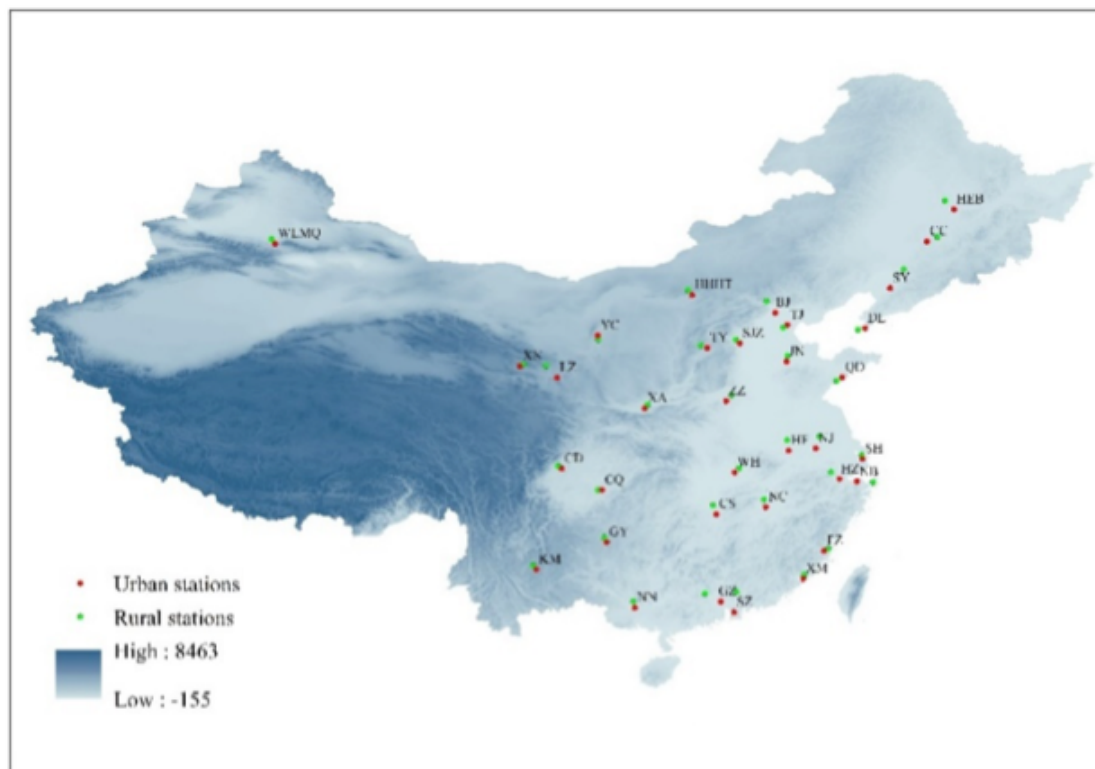 HEB
CC
WLMQ
SY
HHHT
BJ
TJ
DL
YC
TY
SJZ
JN
XN
LZ
QD
XA
ZZ
HF
NJ
SH
CD
WH
HZ
NB
CQ
CS
NC
GY
FZ
KM
XM
NN
GZ
SZ
Urban stations
Rural stations
High : 8463
Low : -155